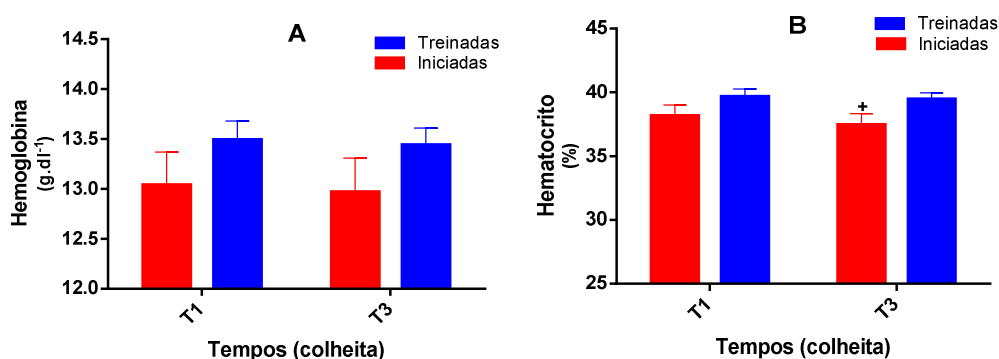 A
Treinadas
Iniciadas
Hemoglobina
(g.dl⁻¹)
14.5
14.0
13.5
13.0
12.5
12.0
T1
T3
Tempos (colheita)
B
Treinadas
Iniciadas
Hematocrito
(%)
45
40
35
30
25
+
T1
T3
Tempos (colheita)